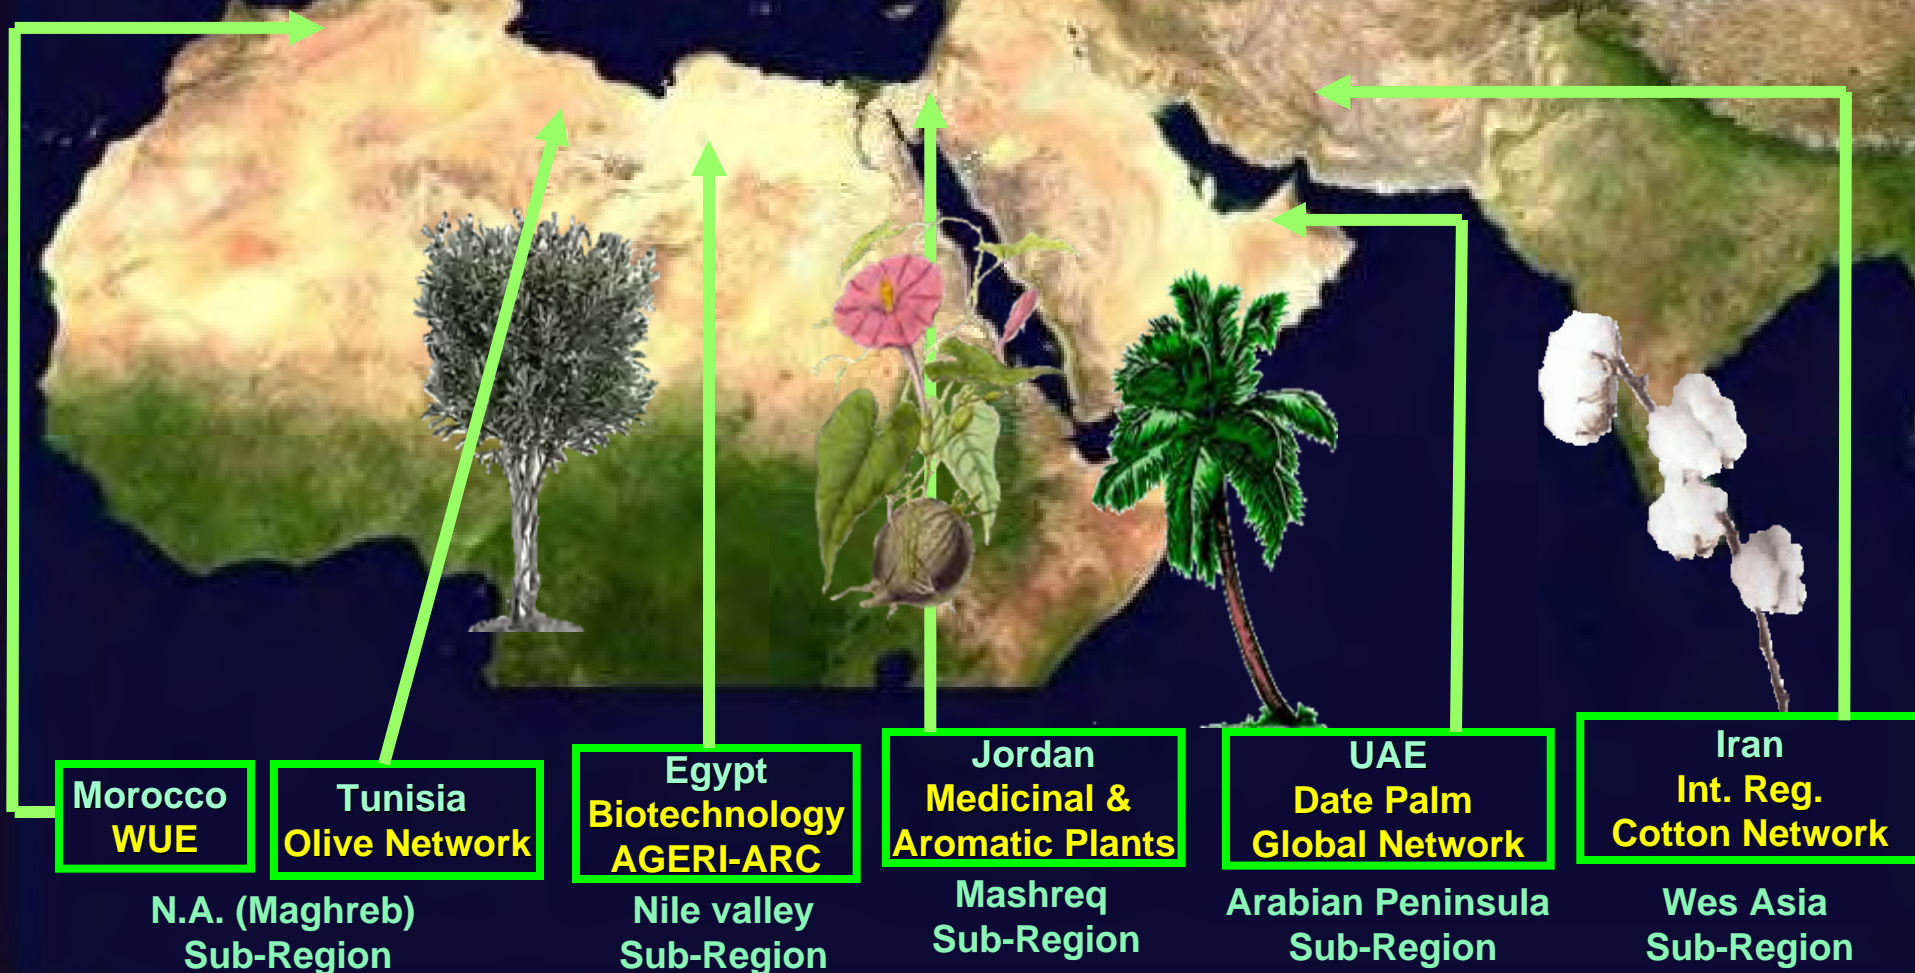 Morocco
WUE
Tunisia
Olive Network
Egypt
Biotechnology
AGERI-ARC
Jordan
Medicinal &
Aromatic Plants
UAE
Date Palm
Global Network
Iran
Int. Reg.
Cotton Network
N.A. (Maghreb)
Sub-Region
Nile valley
Sub-Region
Mashreq
Sub-Region
Arabian Peninsula
Sub-Region
Wes Asia
Sub-Region